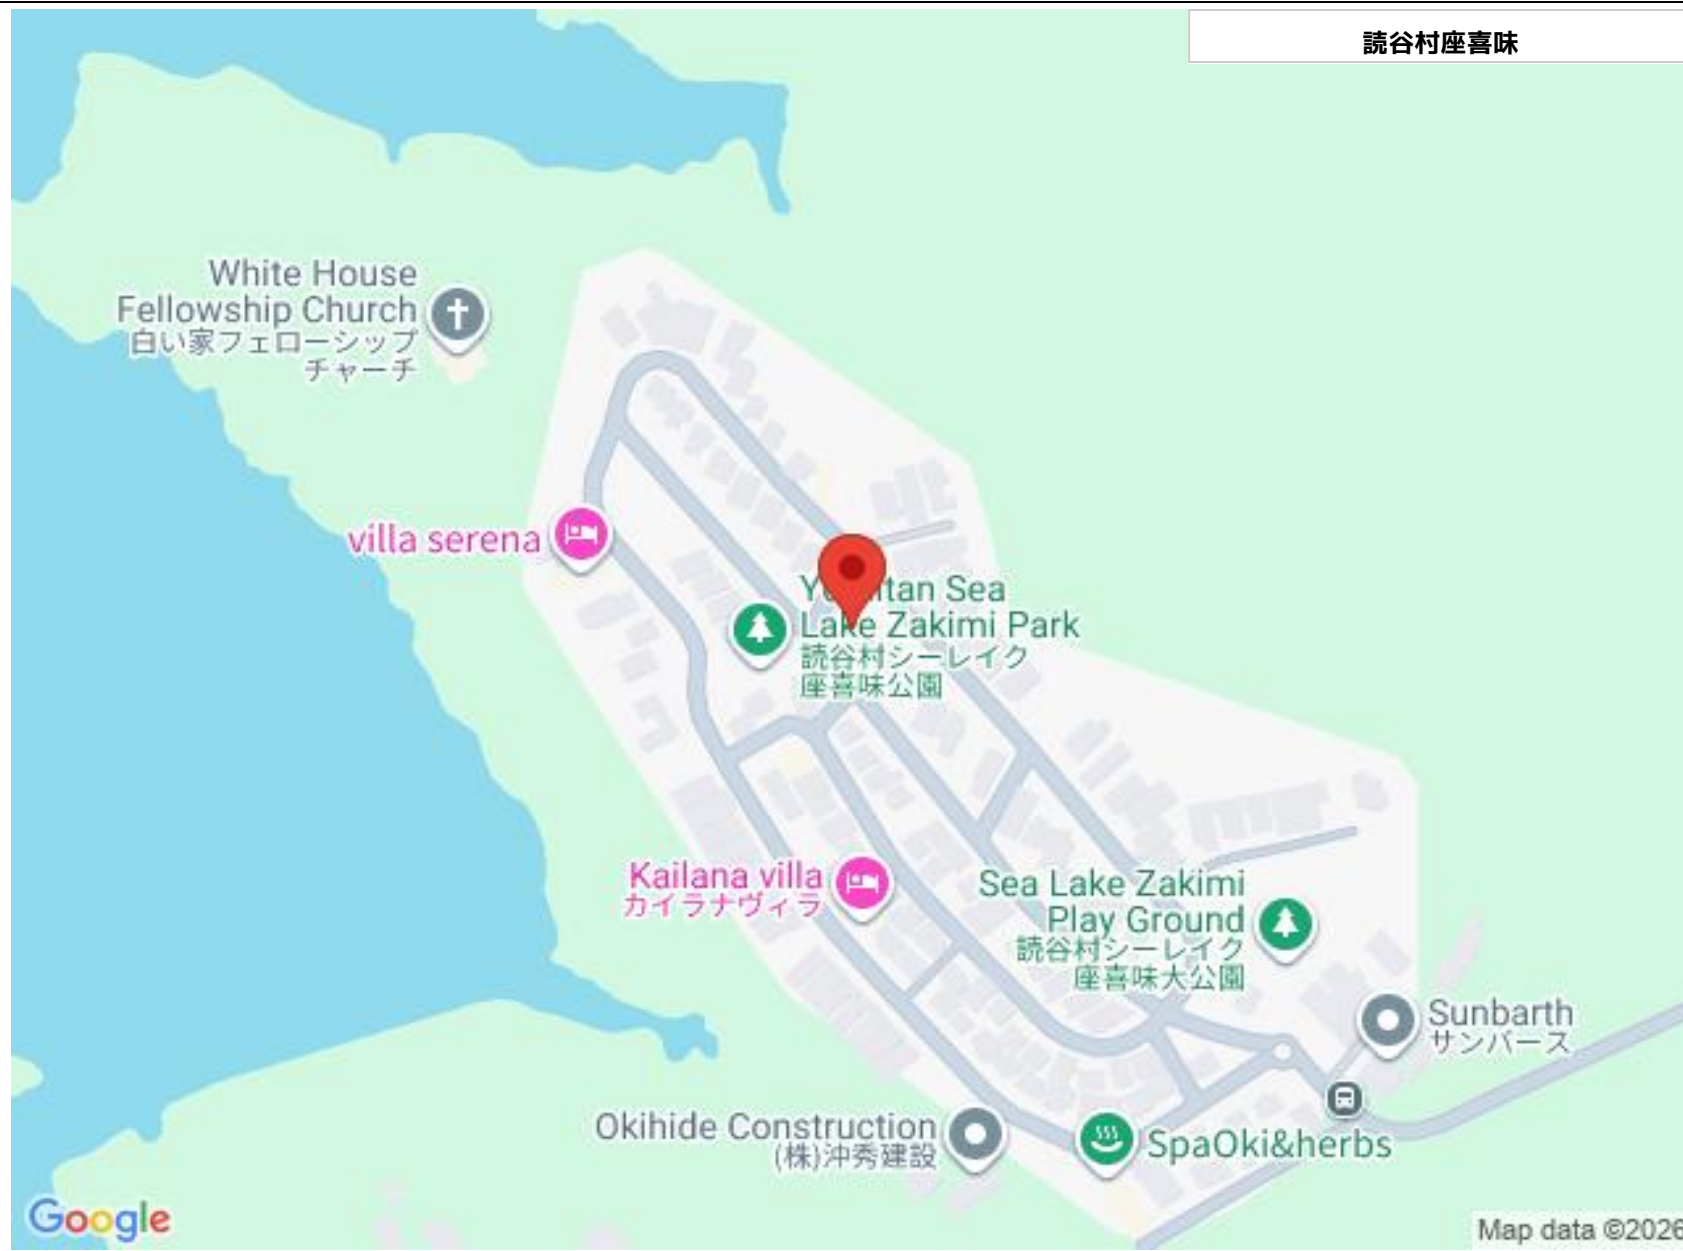 読谷村座喜味
White House
Fellowship Church
白い家フェローシップ
チャーチ
villa serena
Sea
Lake Zakimi Park
読谷村シーレイク
座喜味公園
Kailana villa
カイラナヴィラ
Sea Lake Zakimi
Play Ground
読谷村シーレイク
座喜味大公園
Sunbarth
サンバース
Okihide Construction
(株)沖秀建設
SpaOki&herbs
Google
Map data ©2026